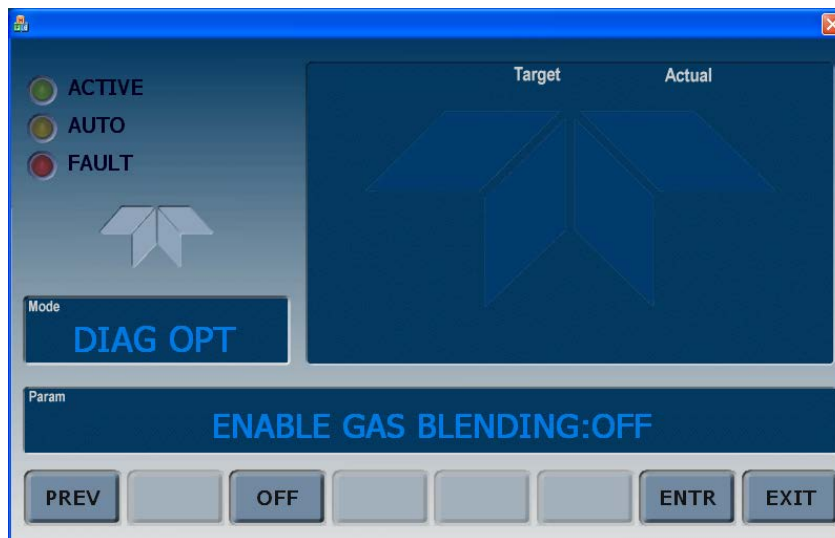 Target Actual
ACTIVE
AUTO
FAULT
Mode
DIAG OPT
Param
ENABLE GAS BLENDING:OFF
PREV OFF ENTR EXIT